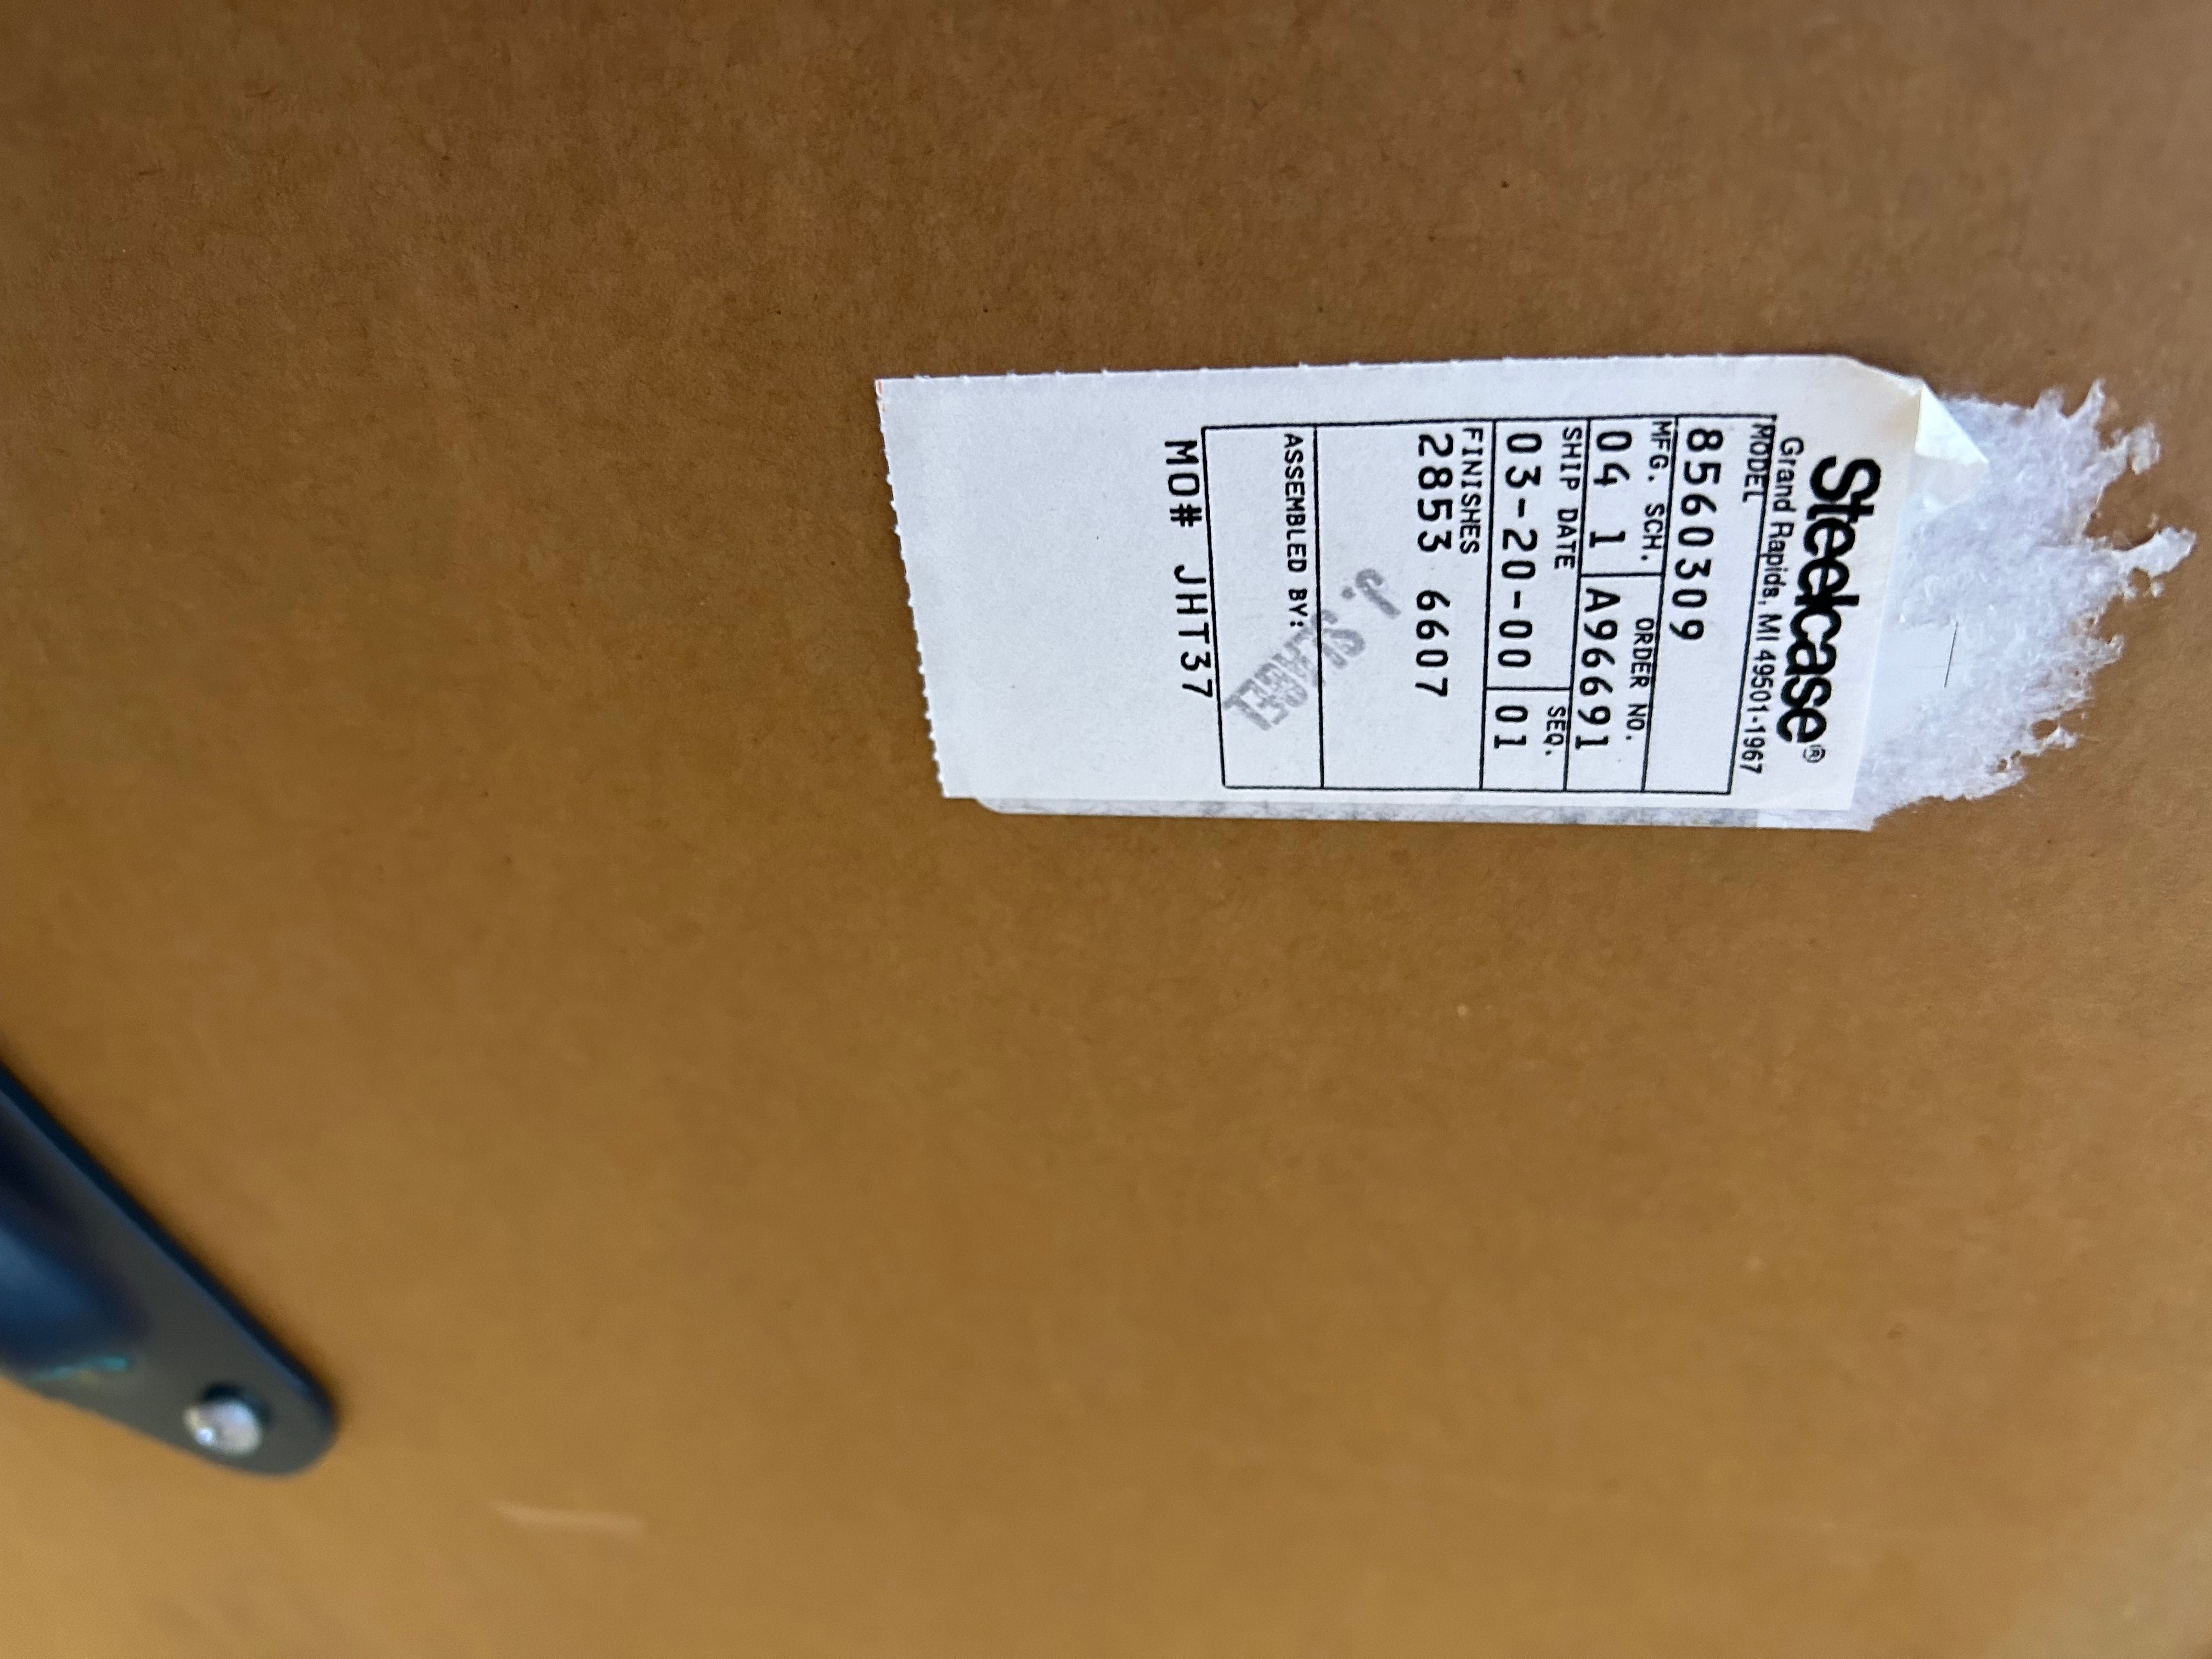 Steelcase®
Grand Rapids, MI 49501-1967
MODEL
8560309
MFG. SCH. ORDER NO.
04 1 A966691
SHIP DATE SEQ.
03-20-00 01
FINISHES
2853 6607
J.
ASSEMBLED BY:
MO# JHT37